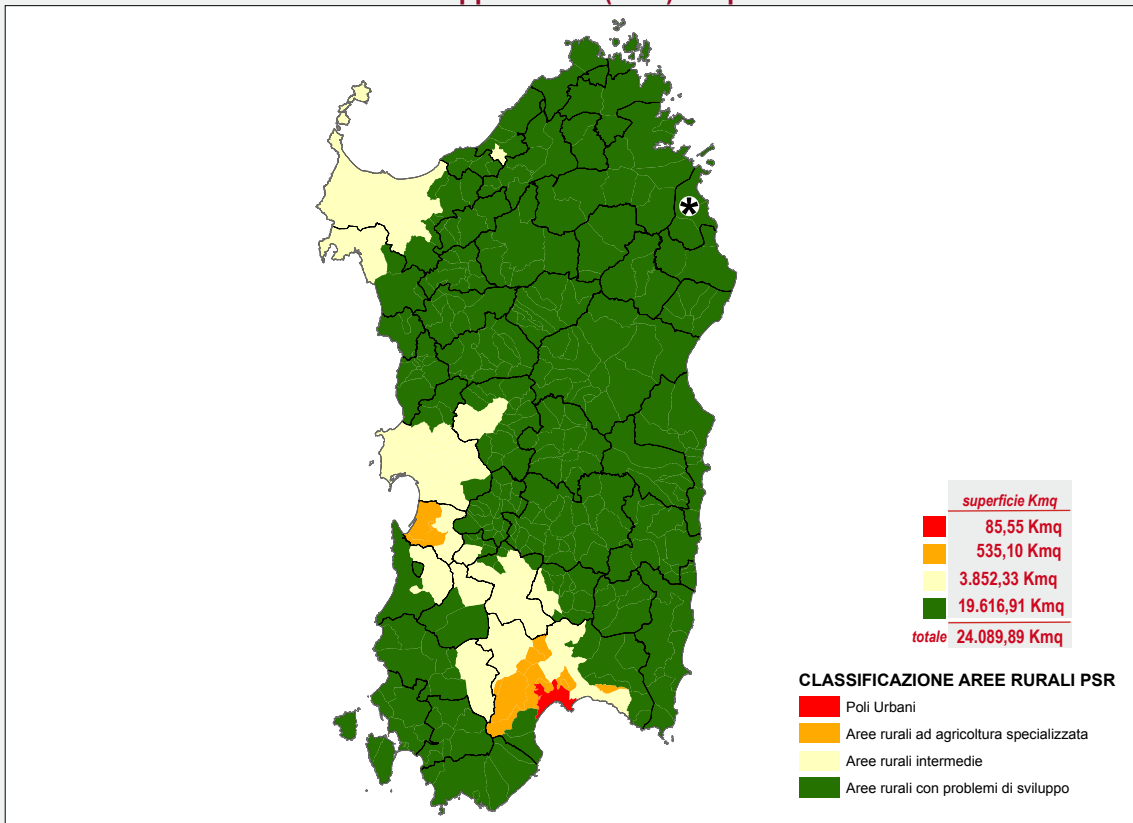 *
superficie Kmq
85,55 Kmq
535,10 Kmq
3.852,33 Kmq
19.616,91 Kmq
totale 24.089,89 Kmq
CLASSIFICAZIONE AREE RURALI PSR
Poli Urbani
Aree rurali ad agricoltura specializzata
Aree rurali intermedie
Aree rurali con problemi di sviluppo